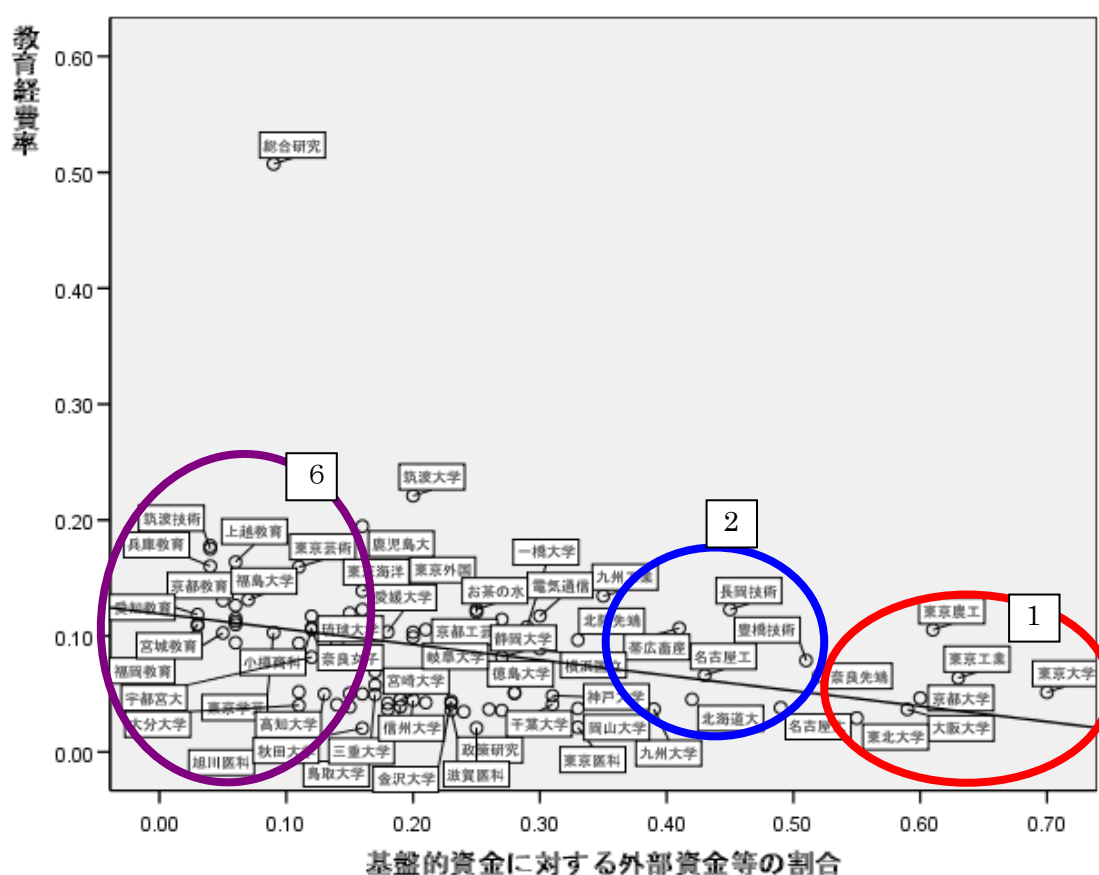 教育経費率
0.60
0.50
0.40
0.30
0.20
0.10
0.00
総合研究
6
筑波大学
筑波技術
上越教育
2
兵庫教育
東京芸術
鹿児島大
一橋大学
東京海洋
東京外国
京都教育
福島大学
お茶の水
電気通信
九州工業
長岡技術
愛知教育
愛媛大学
1
東京農工
琉球大学
京都工芸
静岡大学
北陸先端
豊橋技術
宮城教育
帯広畜産
福岡教育
小樽商科
奈良女子
岐阜大学
横浜国立
名古屋工
東京工業
徳島大学
奈良先端
東京大学
宇都宮大
東京学芸
宮崎大学
神戸大学
京都大学
大分大学
高知大学
信州大学
千葉大学
岡山大学
北海道大
名古屋大
東北大学
大阪大学
旭川医科
秋田大学
三重大学
政策研究
東京医科
九州大学
鳥取大学
金沢大学
滋賀医科
0.00
0.10
0.20
0.30
0.40
0.50
0.60
0.70
基盤的資金に対する外部資金等の割合